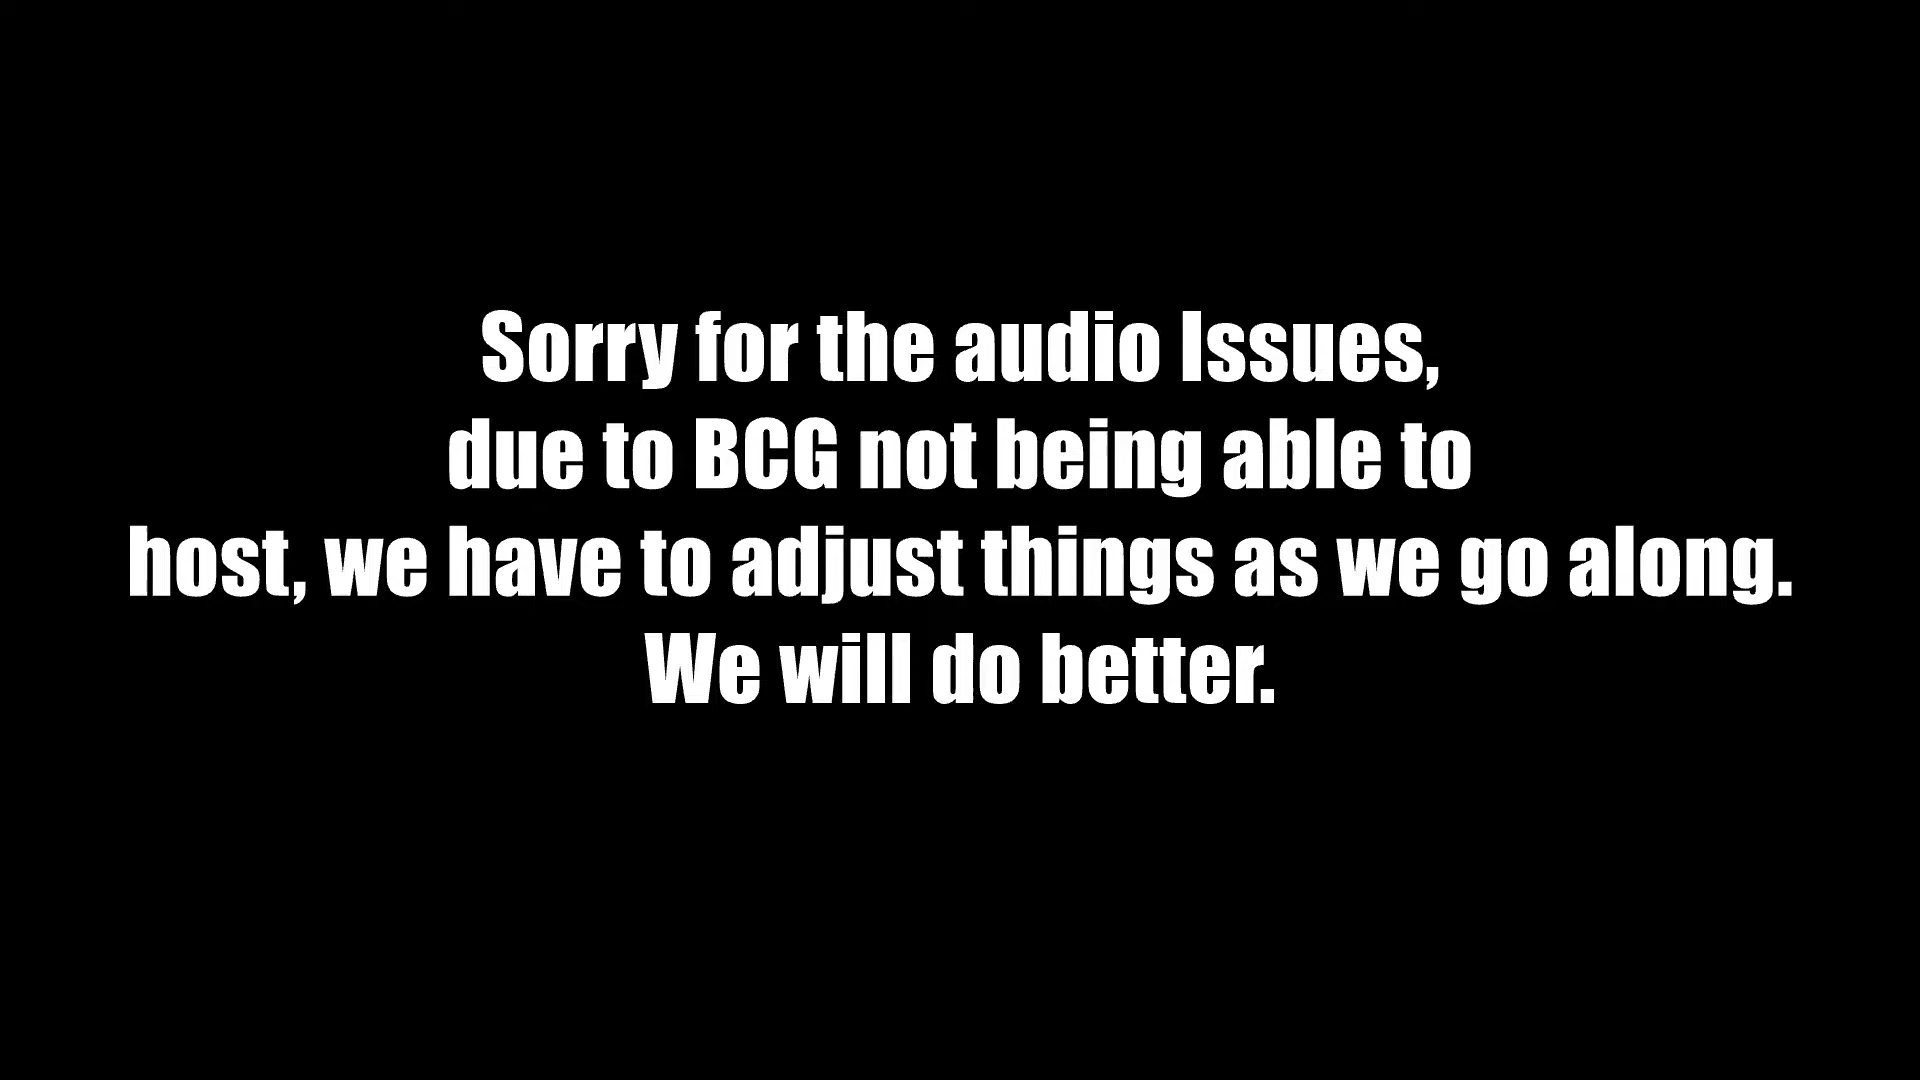 Sorry for the audio Issues,
due to BCG not being able to
host, we have to adjust things as we go along.
We will do better.